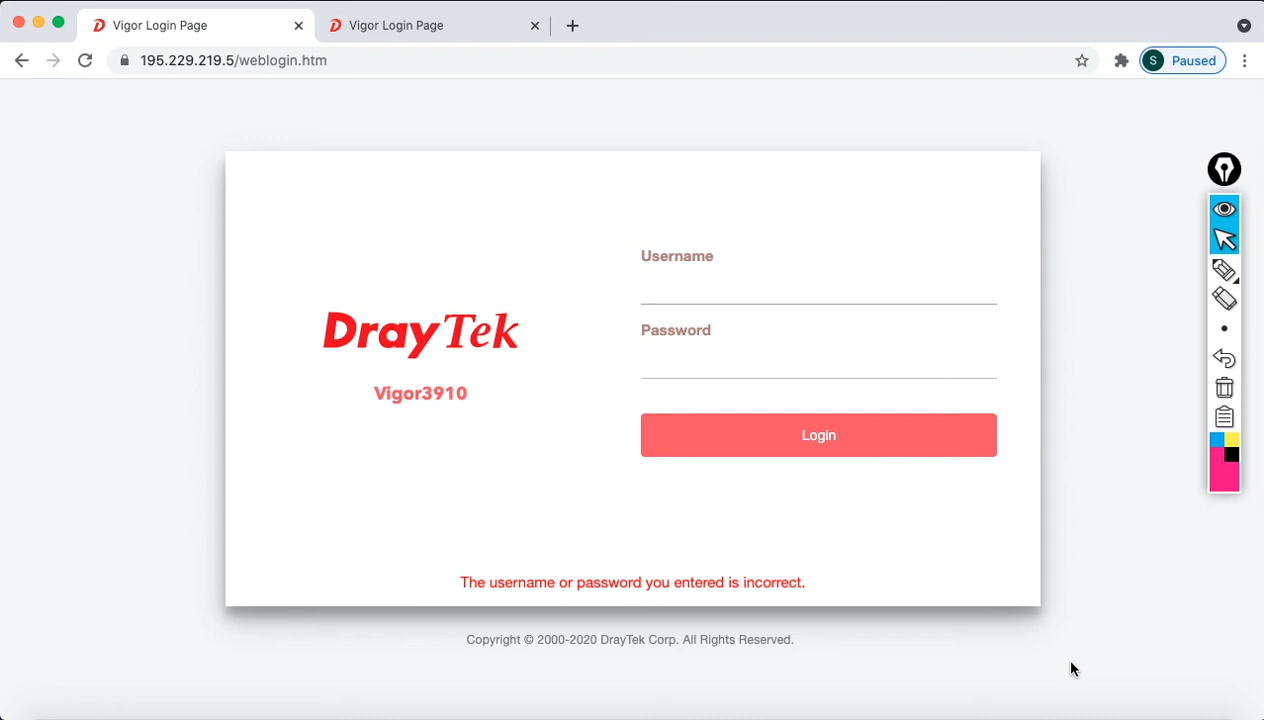 Vigor Login Page
Vigor Login Page
195.229.219.5/weblogin.htm
S
Paused
Username
Password
DrayTek
Vigor3910
Login
The username or password you entered is incorrect.
Copyright © 2000-2020 DrayTek Corp. All Rights Reserved.